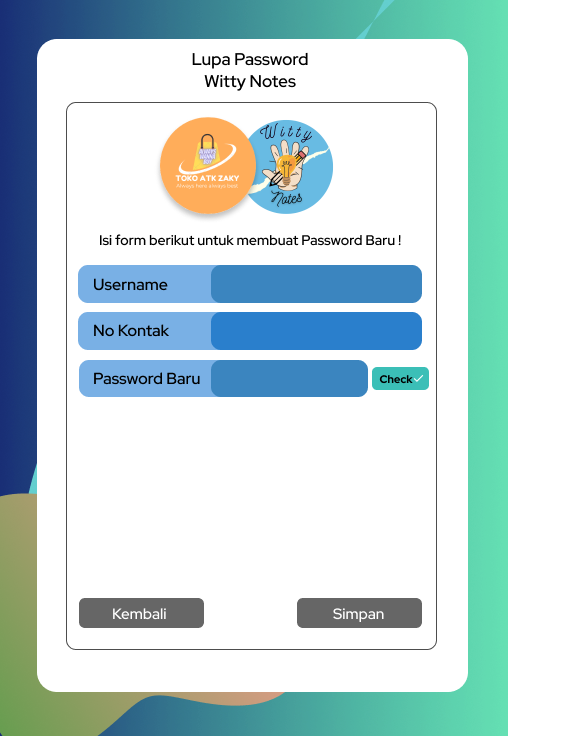 Lupa Password
Witty Notes
Witty
TOKO ATK ZAKY
Notes
Isi form berikut untuk membuat Password Baru !
Username
No Kontak
Password Baru
Check
Kembali
Simpan